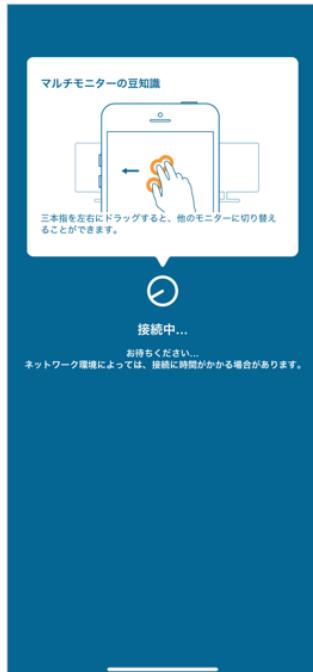 マルチモニターの豆知識
三本指を左右にドラッグすると、他のモニターに切り替え
ることができます。
接続中...
お待ちください...
ネットワーク環境によっては、接続に時間がかかる場合があります。